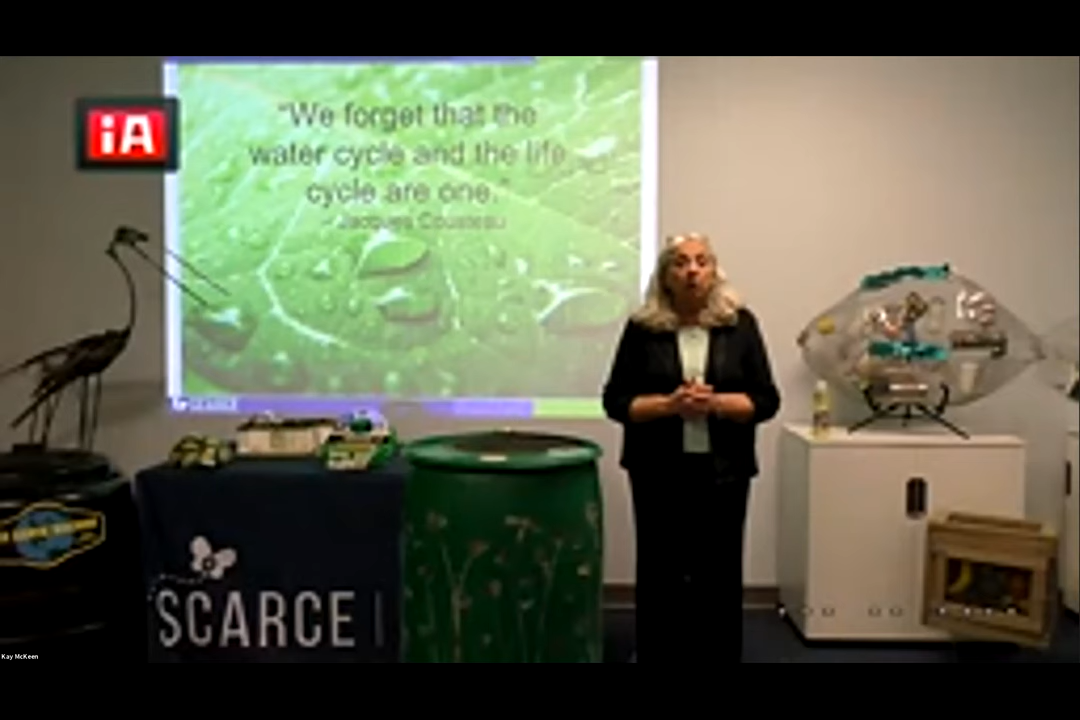 iA
"We forget that the
water cycle and the life
cycle are one."
- Jacques Cousteau
SCARCE
Kay McKeen